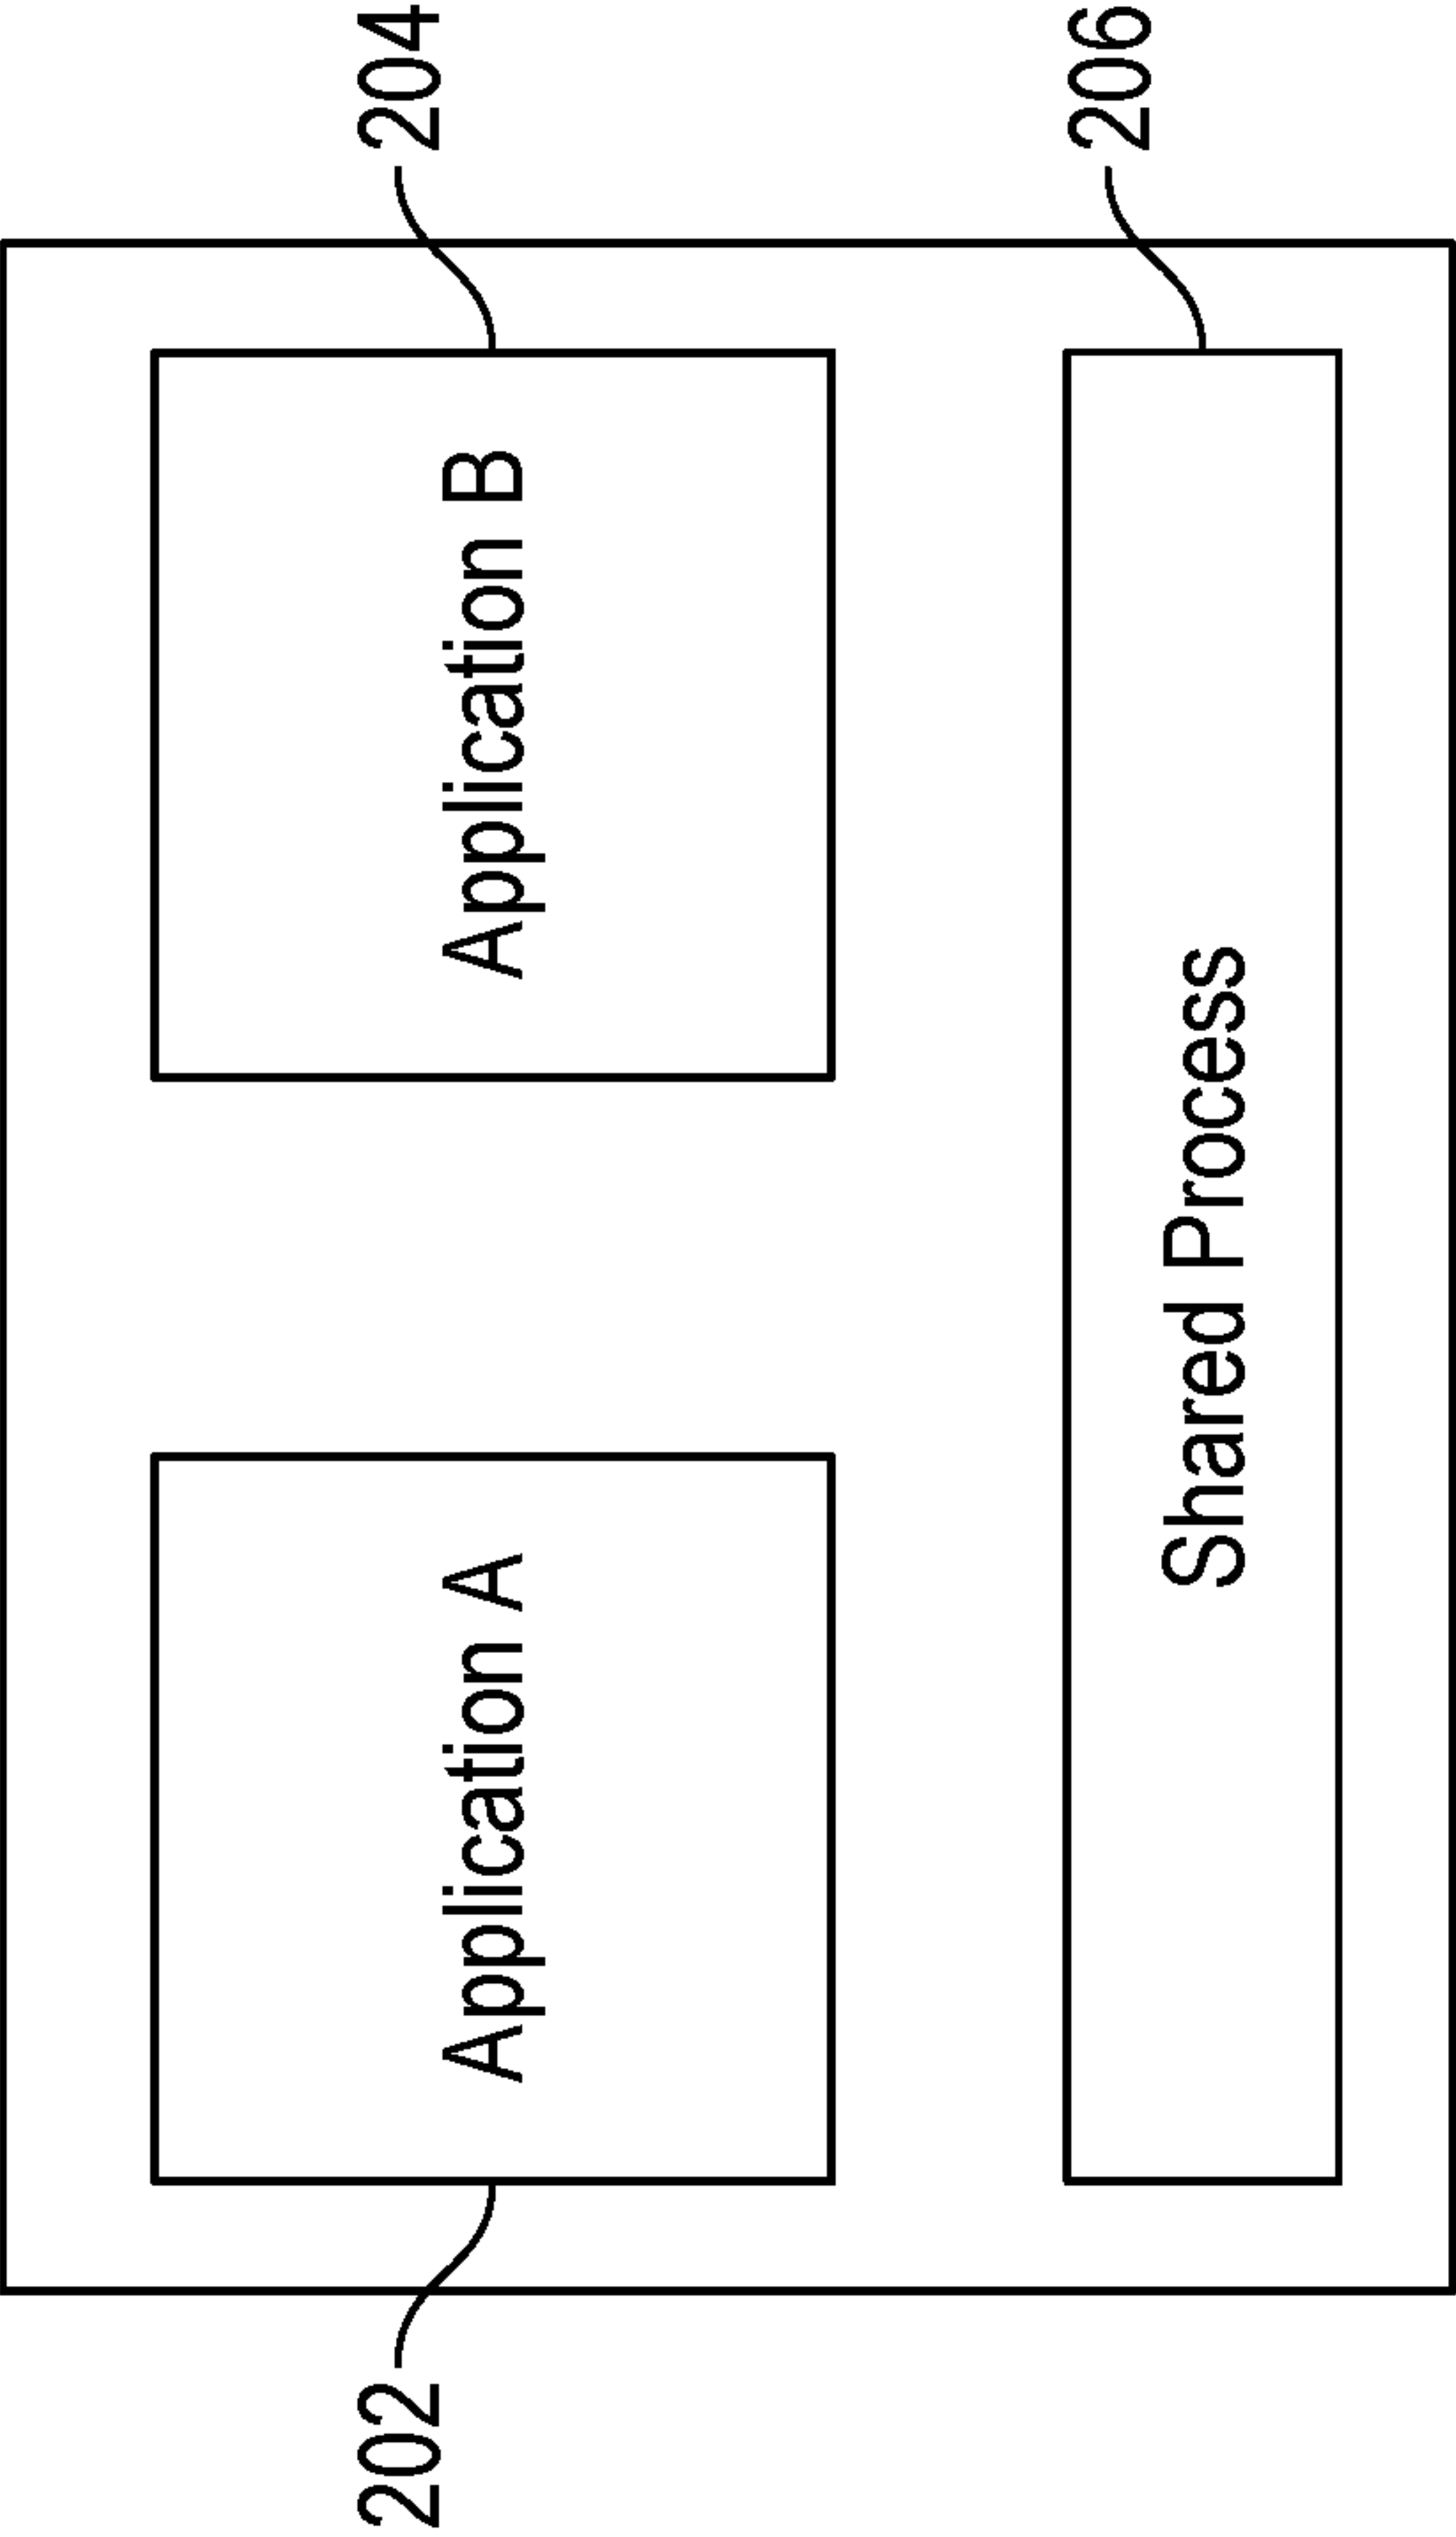 202
Application A
Application B
204
Shared Process
206